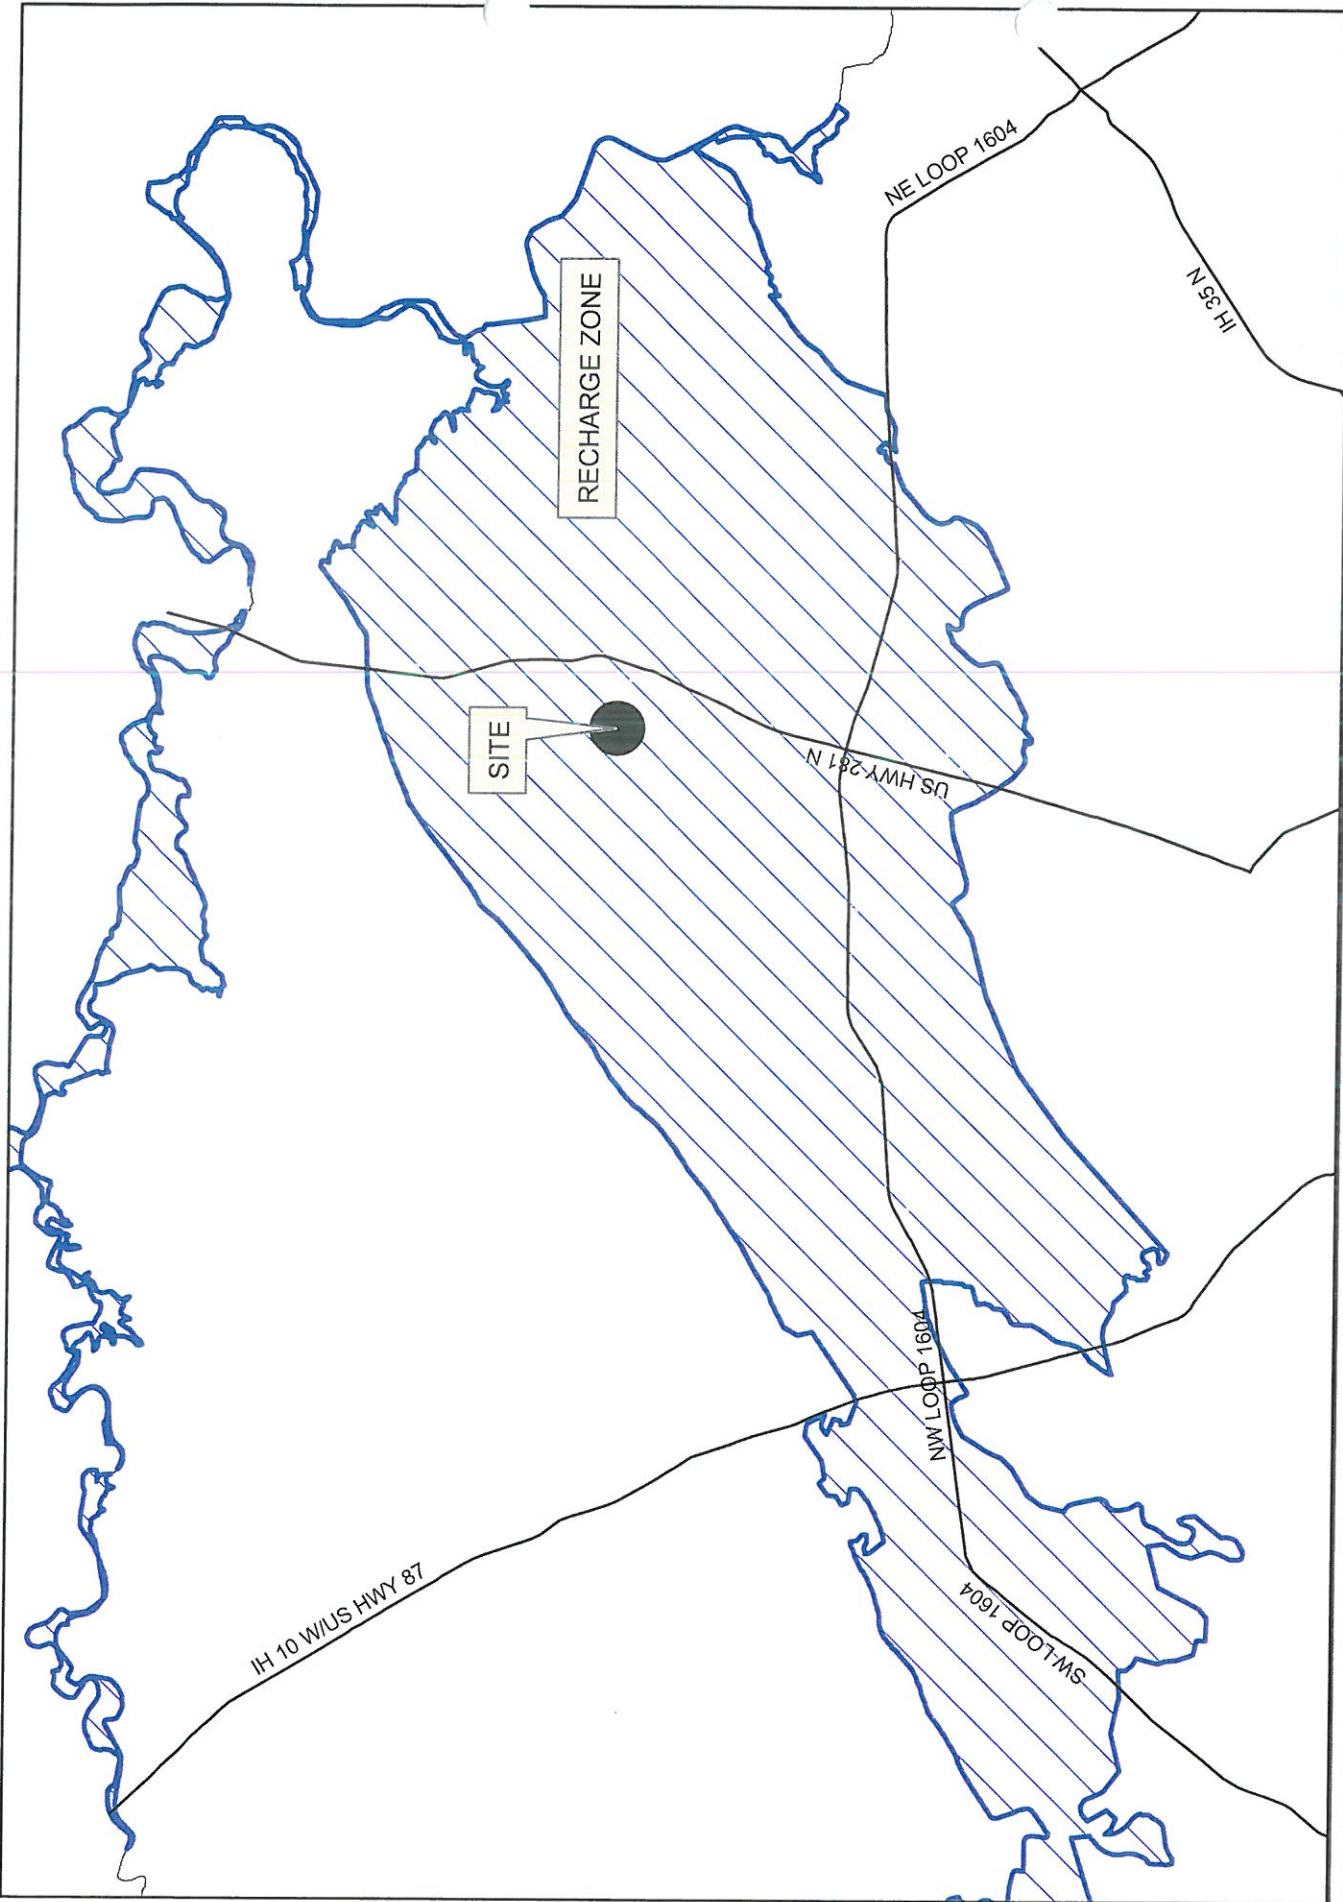 RECHARGE ZONE
SITE
NE LOOP 1604
IH 35 N
US HWY 281 N
NW LOOP 1604
SW LOOP 1604
IH 10 W/US HWY 87